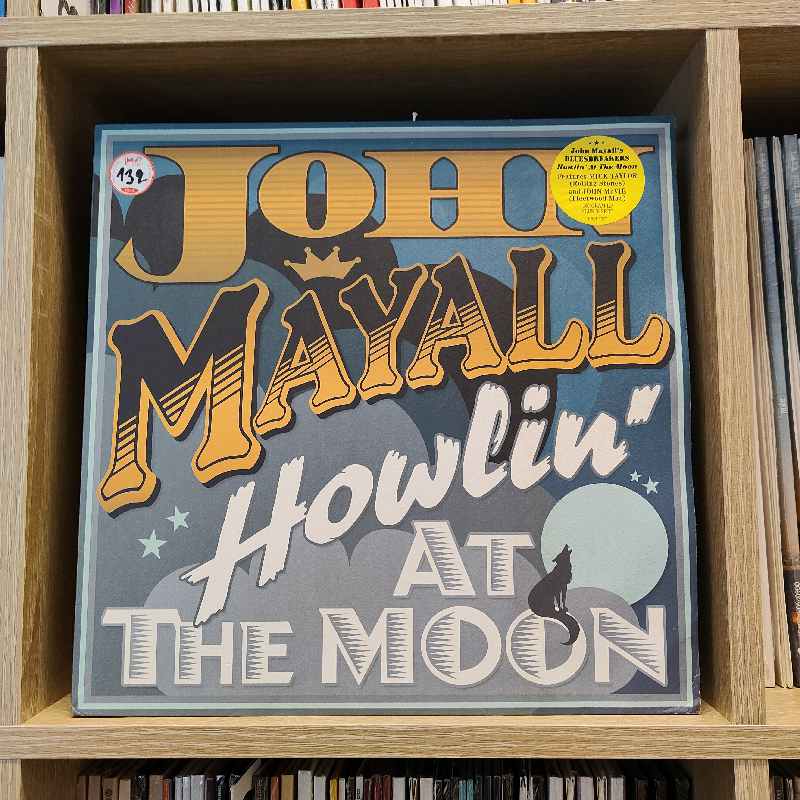 JOHN
MAYALL
Howlin'
AT
THE MOON
132
John Mayall's
BLUESBREAKERS
Howlin' At The Moon
Features MICK TAYLOR
(Rolling Stones)
and JOHN McVIE
(Fleetwood Mac)